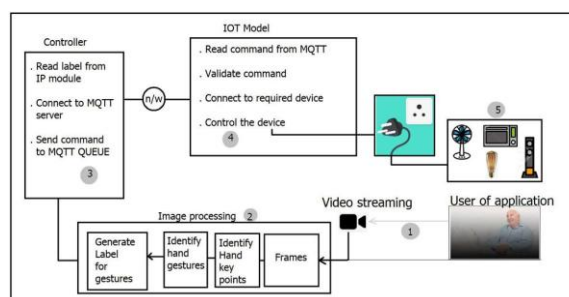 Controller
. Read label from
IP module
. Connect to MQTT
server
. Send command
to MQTT QUEUE
3
n/w
IOT Model
. Read command from MQTT
. Validate command
. Connect to required device
. Control the device
4
5
Video streaming
User of application
1
Image processing
2
Generate
Label
for
gestures
Identify
hand
gestures
Identify
Hand
key
points
Frames